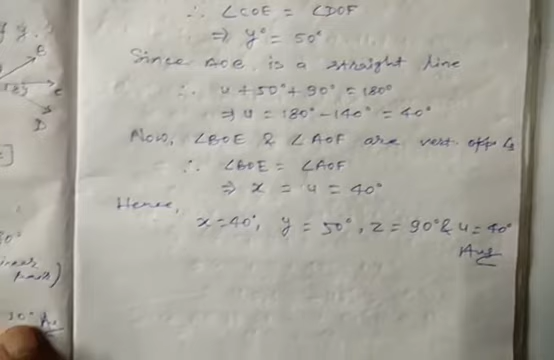 ∴ ∠COE = ∠DOF
⇒ y° = 50°
Since AOB is a straight line
∴ u + 50° + 90° = 180°
⇒ u = 180° - 140° = 40°
Now, ∠BOE & ∠AOF are vert. opp ∠s
∴ ∠BOE = ∠AOF
⇒ x = u = 40°
Hence,
x = 40°, y = 50°, z = 90° & u = 40°
Ans